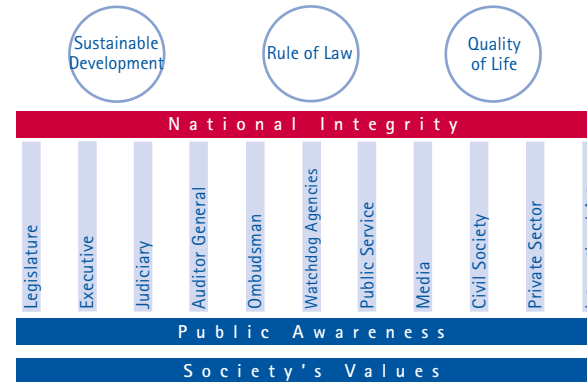 Sustainable
Development
Rule of Law
Quality
of Life
National Integrity
Legislature
Executive
Judiciary
Auditor General
Ombudsman
Watchdog Agencies
Public Service
Media
Civil Society
Private Sector
Public Awareness
Society's Values